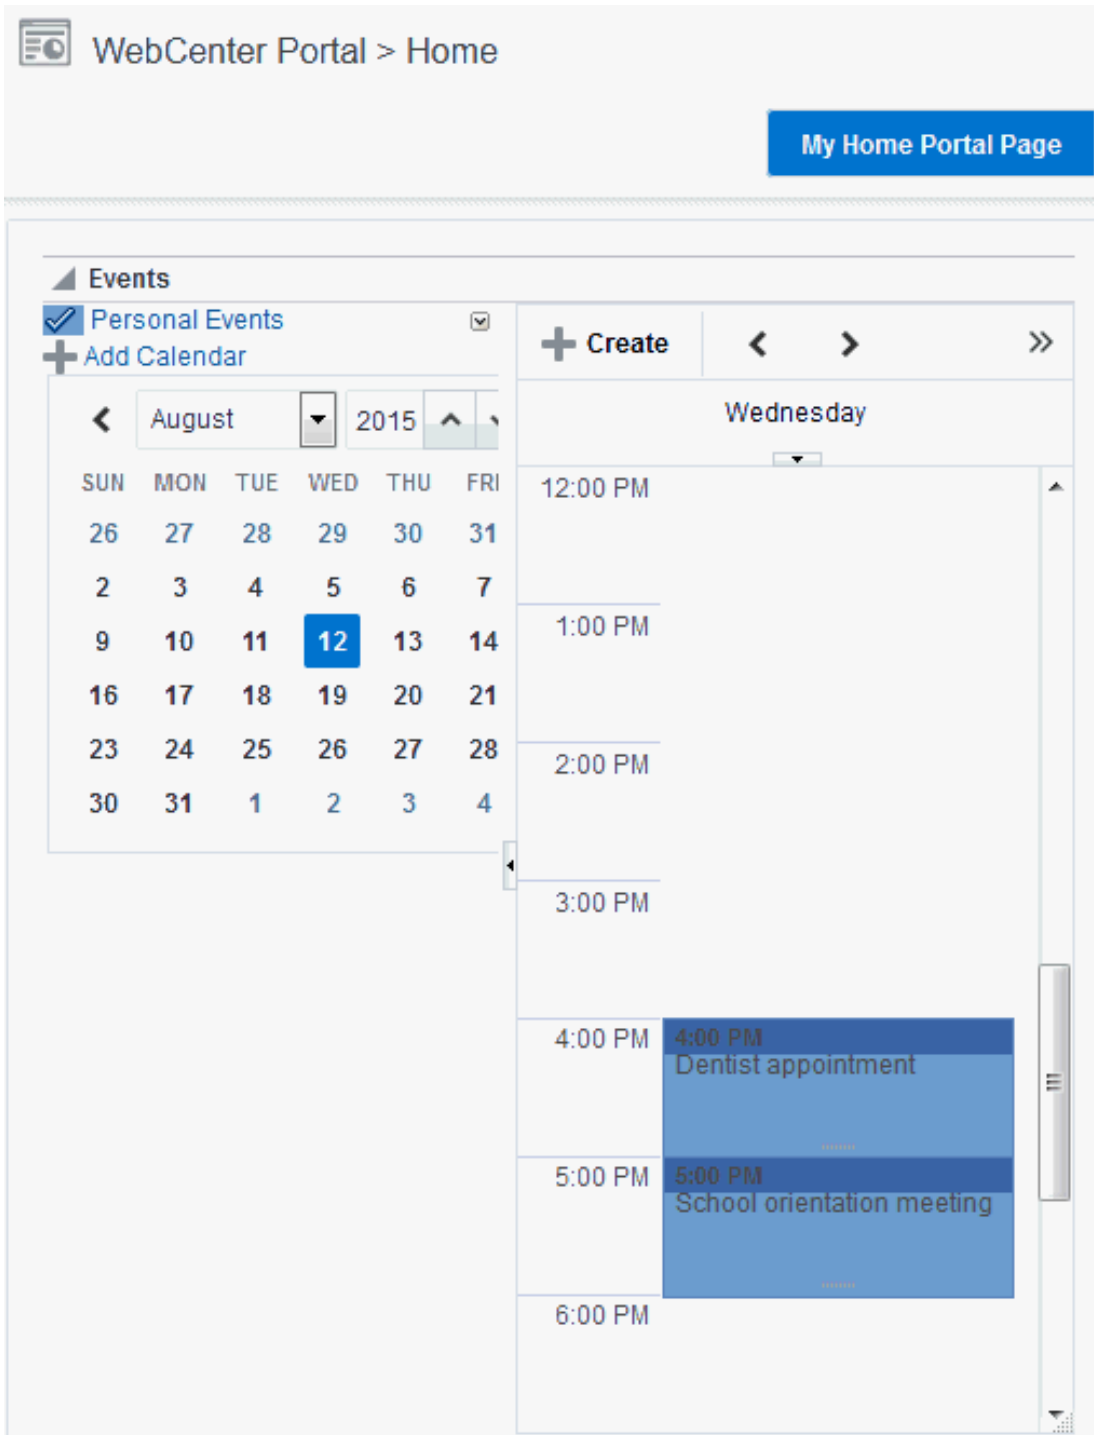 WebCenter Portal > Home
My Home Portal Page
Events
Personal Events
Add Calendar
August 2015
SUN MON TUE WED THU FRI
26 27 28 29 30 31
2 3 4 5 6 7
9 10 11 12 13 14
16 17 18 19 20 21
23 24 25 26 27 28
30 31 1 2 3 4
Create
Wednesday
12:00 PM
1:00 PM
2:00 PM
3:00 PM
4:00 PM
4:00 PM
Dentist appointment
5:00 PM
5:00 PM
School orientation meeting
6:00 PM